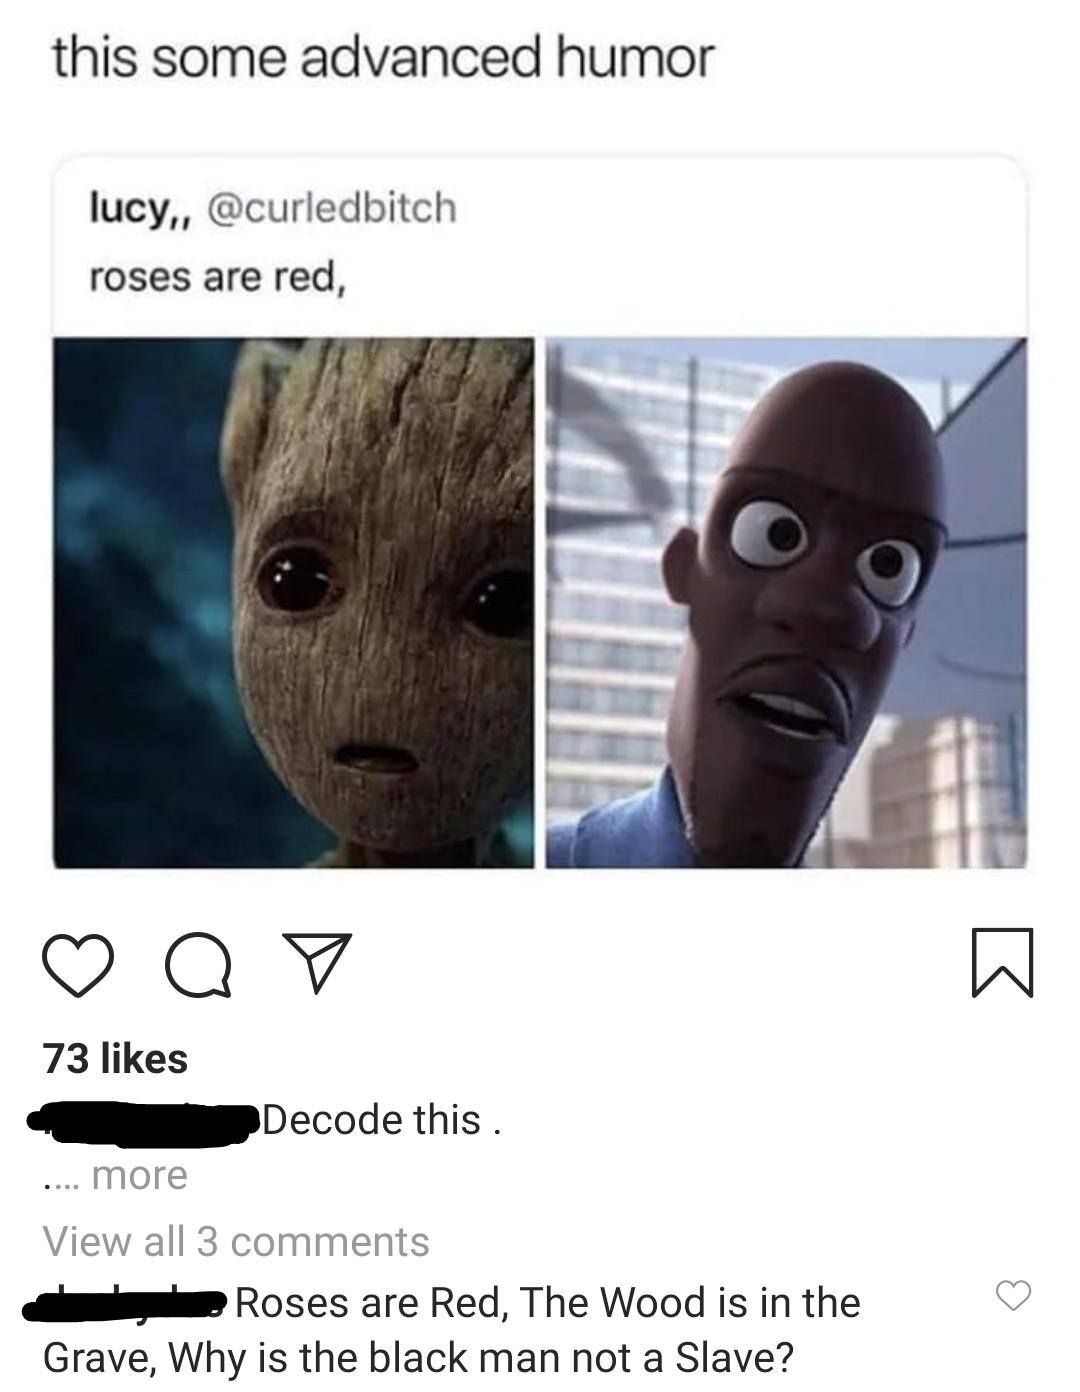 this some advanced humor
lucy,, @curledbitch
roses are red,
73 likes
Decode this .
.... more
View all 3 comments
Roses are Red, The Wood is in the
Grave, Why is the black man not a Slave?